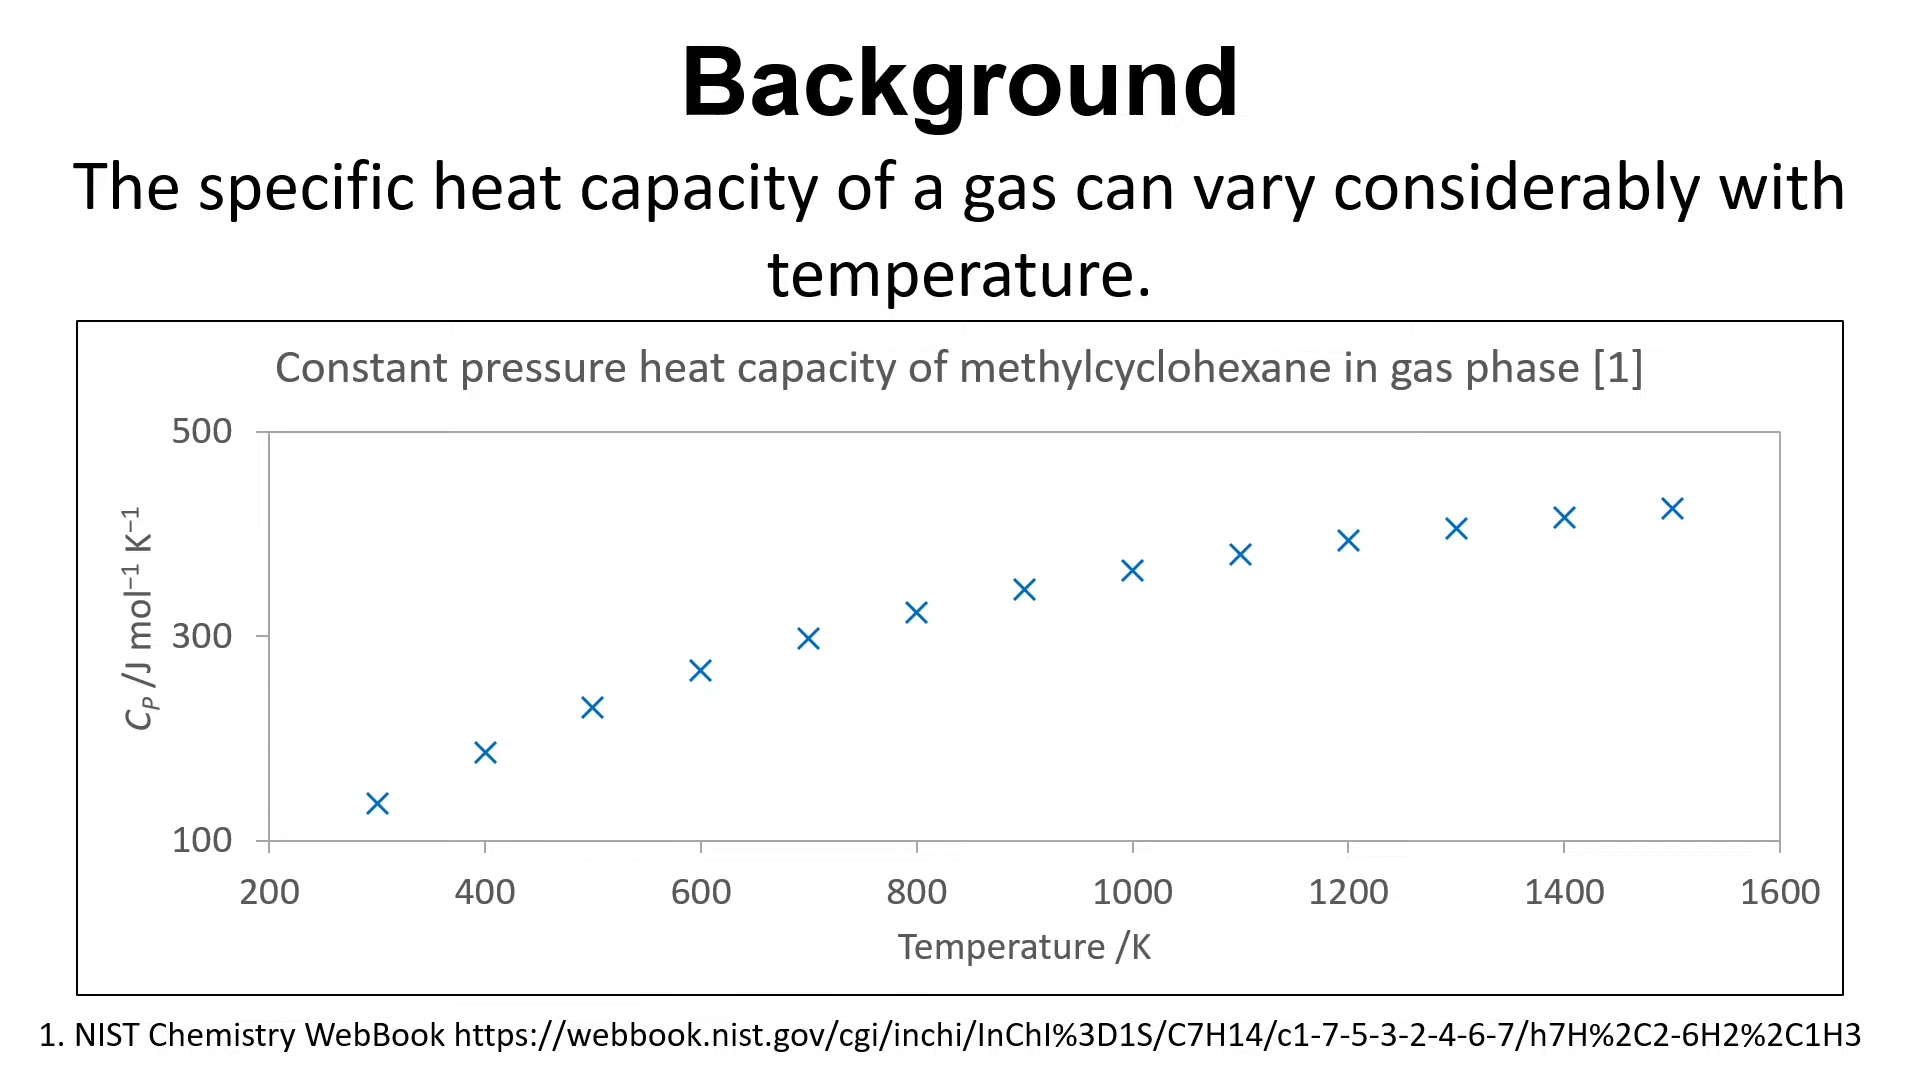 Background
The specific heat capacity of a gas can vary considerably with
temperature.
Constant pressure heat capacity of methylcyclohexane in gas phase [1]
500
300
100
C_P /J mol⁻¹ K⁻¹
200 400 600 800 1000 1200 1400 1600
Temperature /K
1. NIST Chemistry WebBook https://webbook.nist.gov/cgi/inchi/InChI%3D1S/C7H14/c1-7-5-3-2-4-6-7/h7H%2C2-6H2%2C1H3